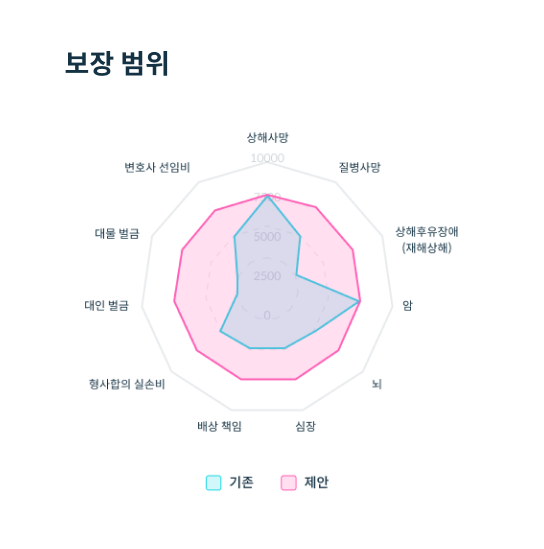 보장 범위
상해사망
10000
변호사 선임비
질병사망
7500
대물 벌금
상해후유장애
(재해상해)
5000
2500
대인 벌금
암
0
형사합의 실손비
뇌
배상 책임
심장
기존
제안